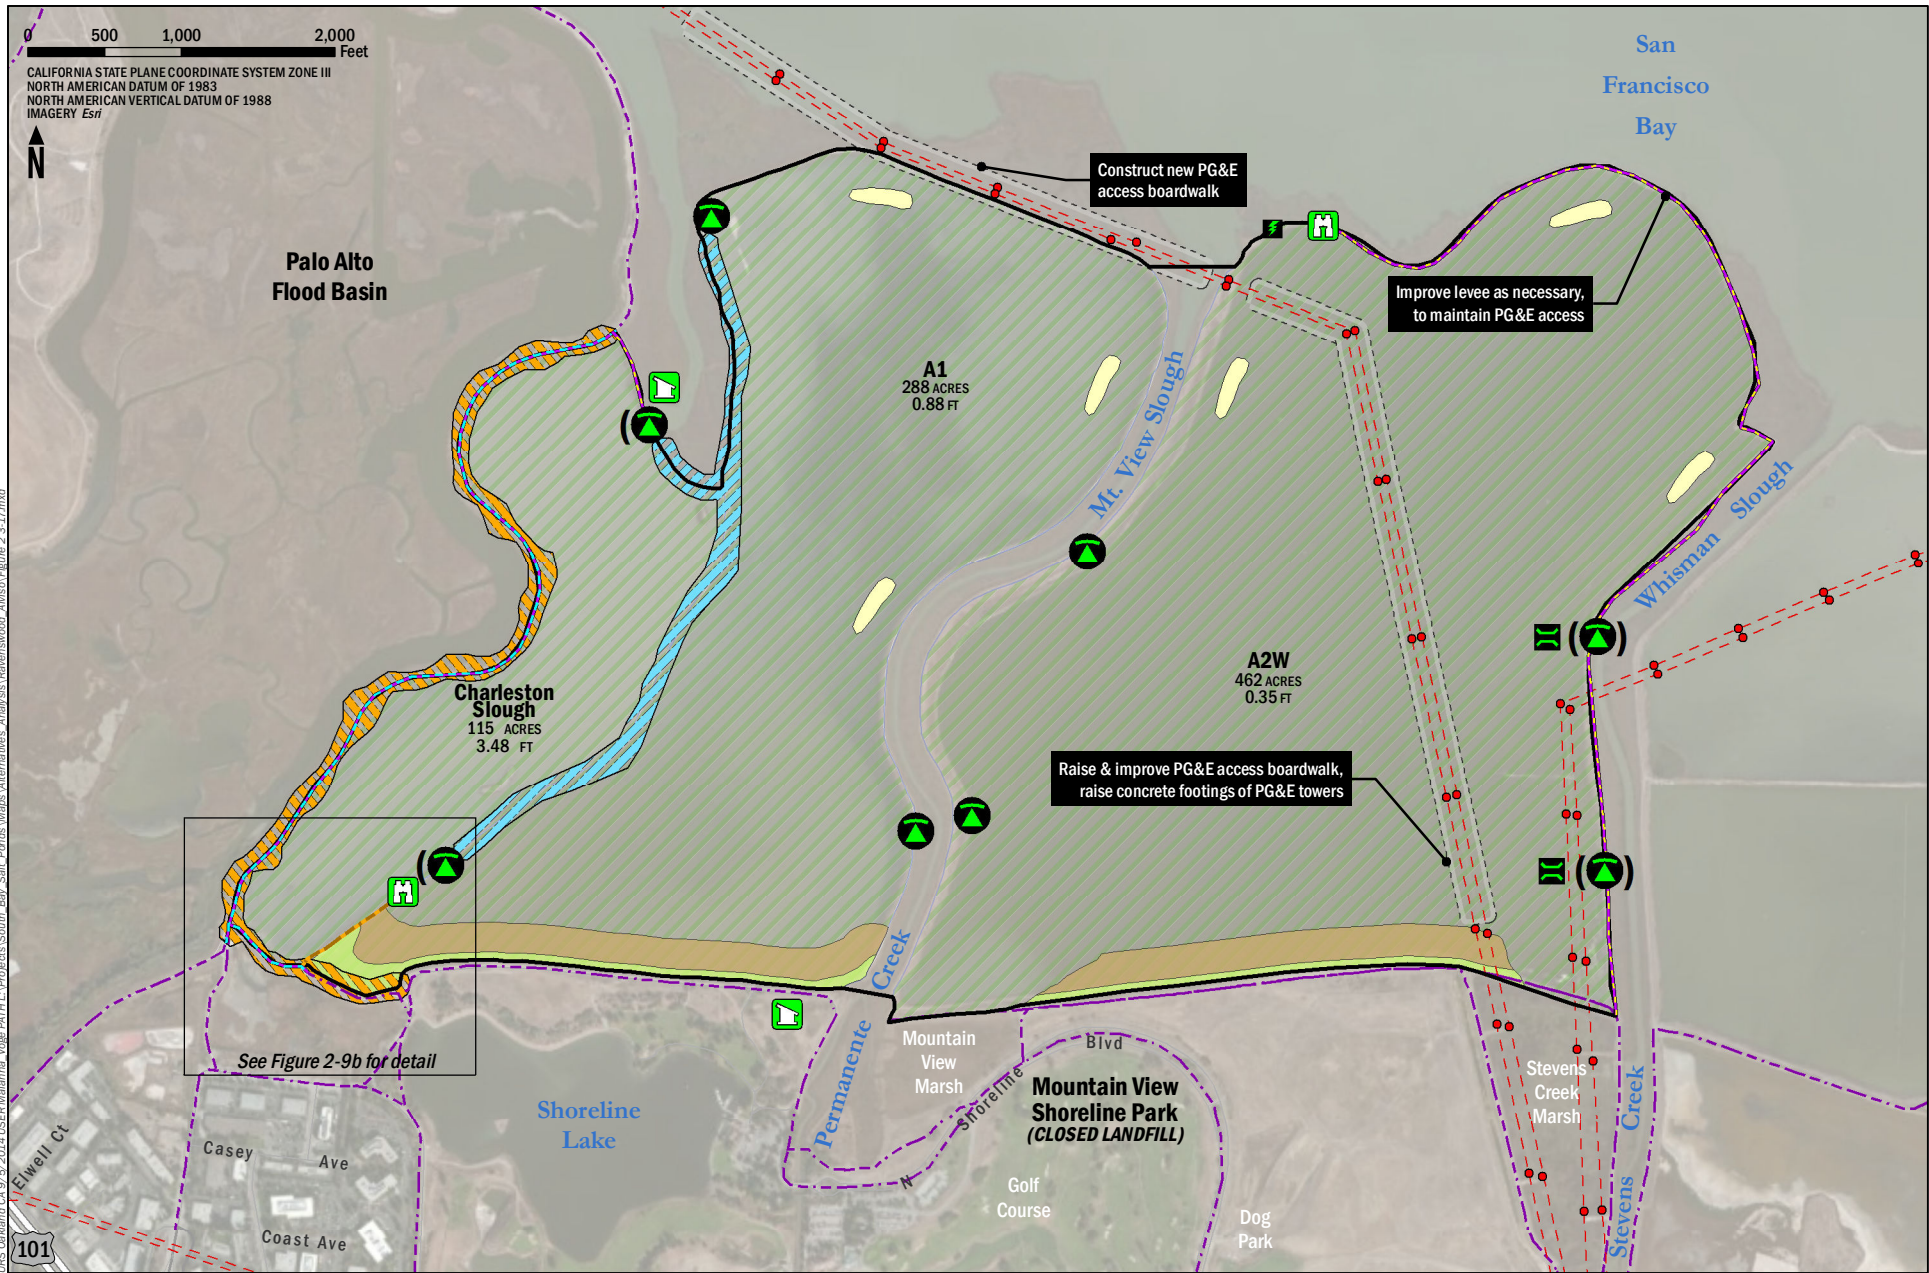 0 500 1,000 2,000
Feet
CALIFORNIA STATE PLANE COORDINATE SYSTEM ZONE III
NORTH AMERICAN DATUM OF 1983
NORTH AMERICAN VERTICAL DATUM OF 1988
IMAGERY Esri
N
San
Francisco
Bay
Construct new PG&E
access boardwalk
Palo Alto
Flood Basin
Improve levee as necessary,
to maintain PG&E access
A1
288 ACRES
0.88 FT
Mt. View Slough
Whisman Slough
A2W
462 ACRES
0.35 FT
Charleston
Slough
115 ACRES
3.48 FT
Raise & improve PG&E access boardwalk,
raise concrete footings of PG&E towers
See Figure 2-9b for detail
Permanente Creek
Mountain
View
Marsh
N Shoreline Blvd
Mountain View
Shoreline Park
(CLOSED LANDFILL)
Shoreline
Lake
Stevens
Creek
Marsh
Stevens Creek
Golf
Course
Dog
Park
Casey Ave
Elwell Ct
Coast Ave
101